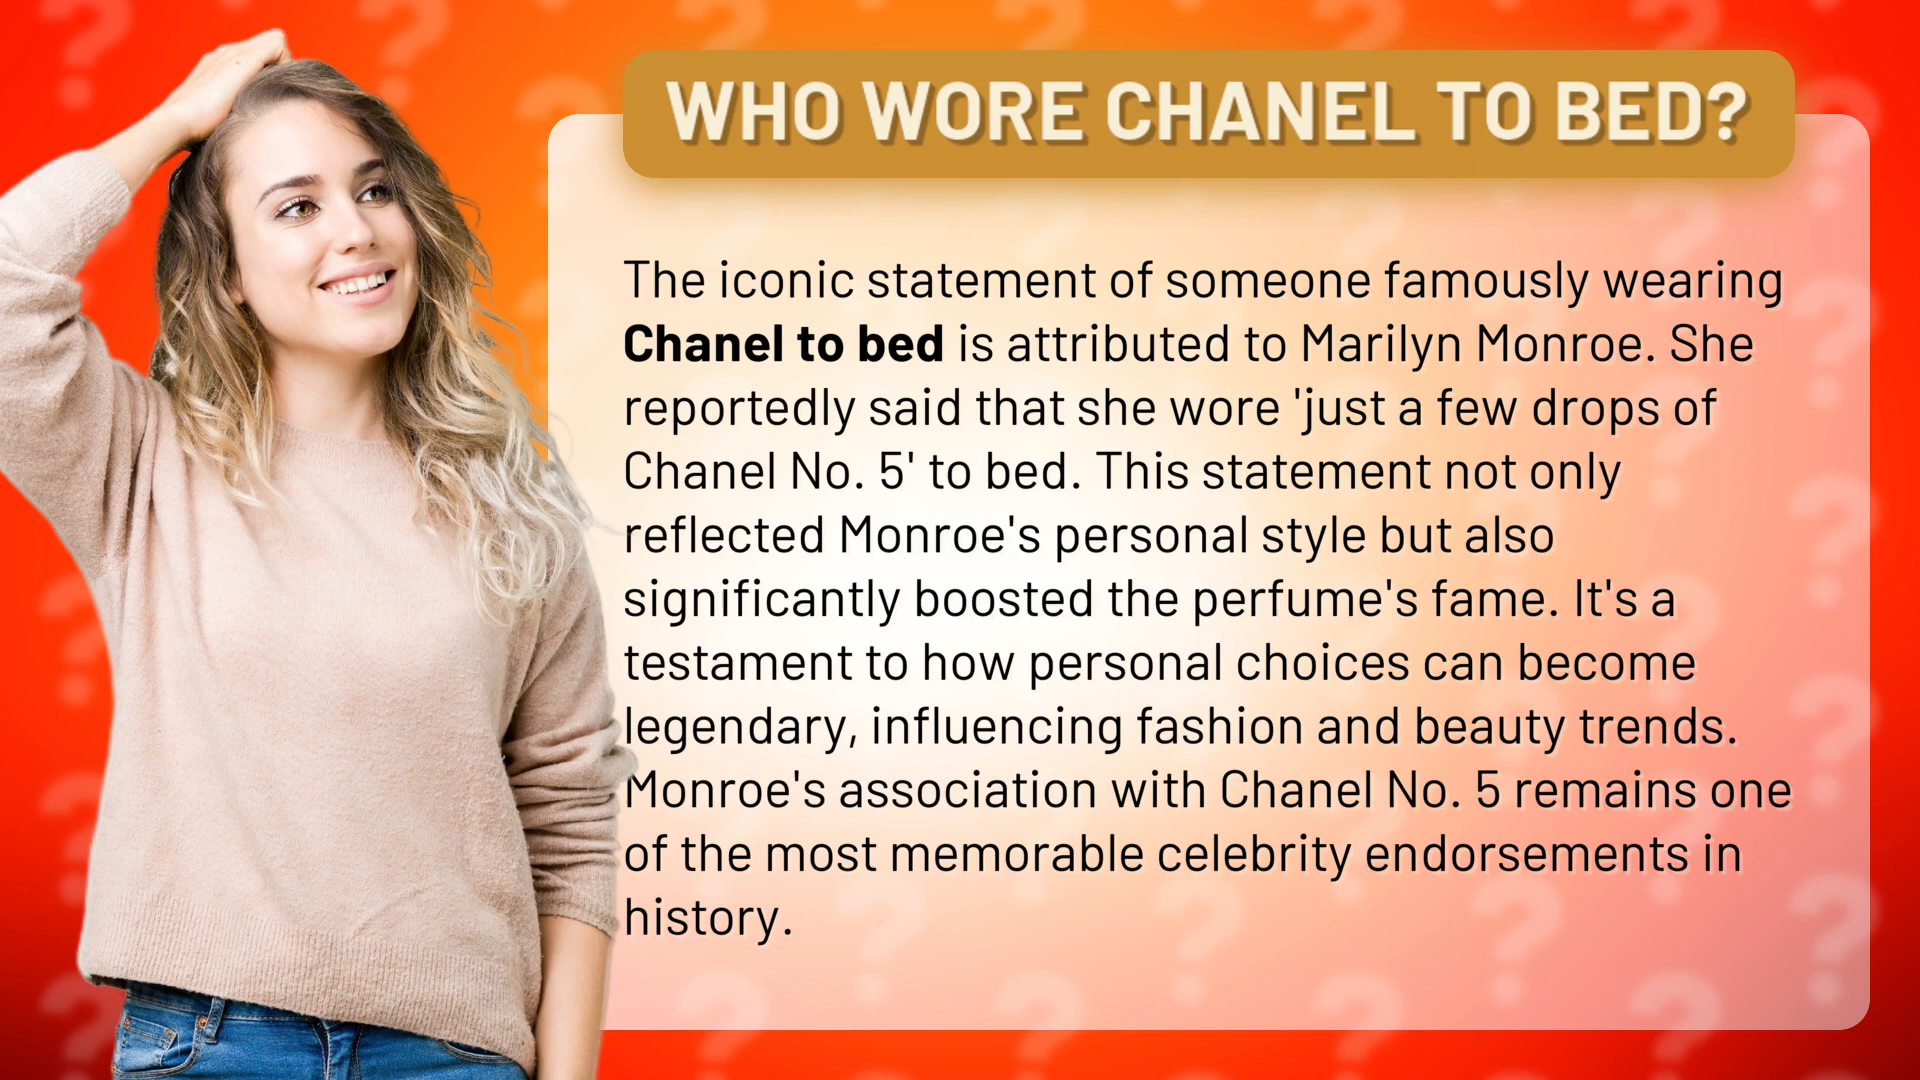 WHO WORE CHANEL TO BED?
The iconic statement of someone famously wearing
Chanel to bed is attributed to Marilyn Monroe. She
reportedly said that she wore 'just a few drops of
Chanel No. 5' to bed. This statement not only
reflected Monroe's personal style but also
significantly boosted the perfume's fame. It's a
testament to how personal choices can become
legendary, influencing fashion and beauty trends.
Monroe's association with Chanel No. 5 remains one
of the most memorable celebrity endorsements in
history.